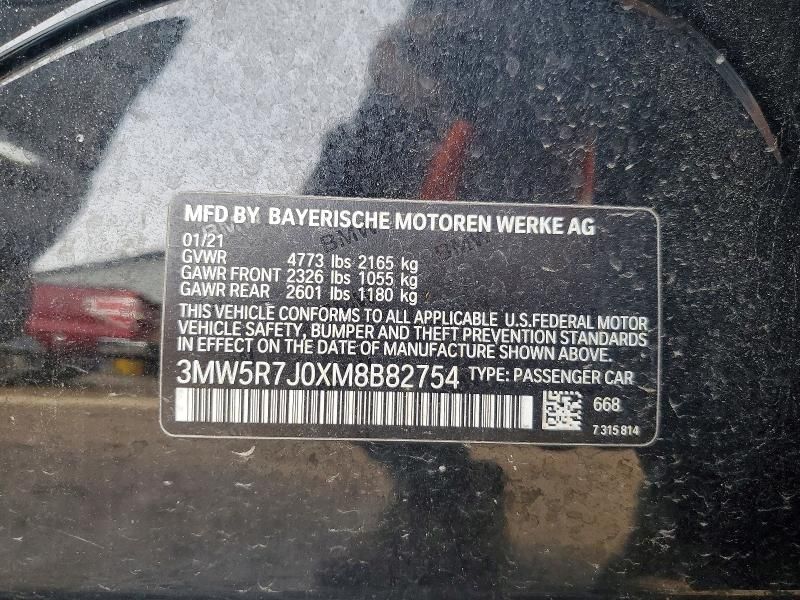 MFD BY BAYERISCHE MOTOREN WERKE AG
01/21
GVWR 4773 lbs 2165 kg
GAWR FRONT 2326 lbs 1055 kg
GAWR REAR 2601 lbs 1180 kg
THIS VEHICLE CONFORMS TO ALL APPLICABLE U.S.FEDERAL MOTOR
VEHICLE SAFETY, BUMPER AND THEFT PREVENTION STANDARDS
IN EFFECT ON THE DATE OF MANUFACTURE SHOWN ABOVE.
3MW5R7J0XM8B82754 TYPE: PASSENGER CAR
668
7 315 814